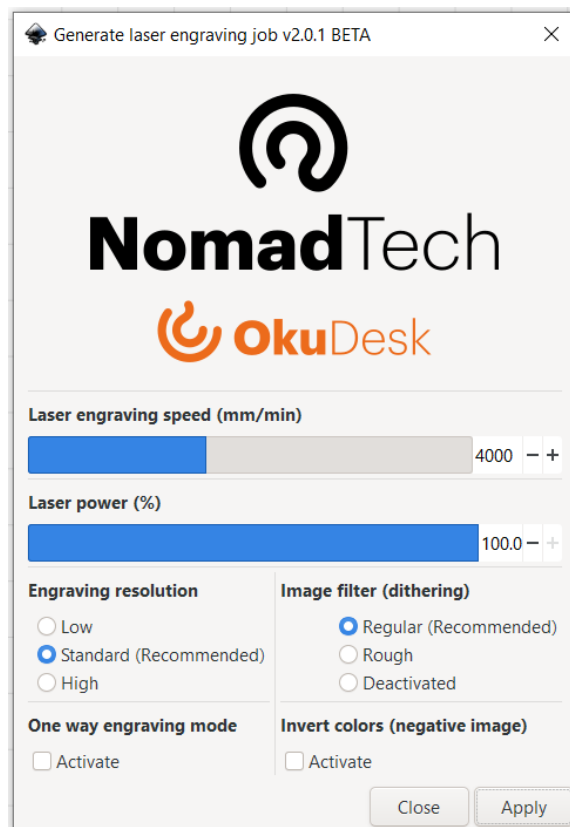 Generate laser engraving job v2.0.1 BETA
NomadTech
OkuDesk
Laser engraving speed (mm/min)
4000
Laser power (%)
100.0
Engraving resolution
Low
Standard (Recommended)
High
Image filter (dithering)
Regular (Recommended)
Rough
Deactivated
One way engraving mode
Activate
Invert colors (negative image)
Activate
Close
Apply